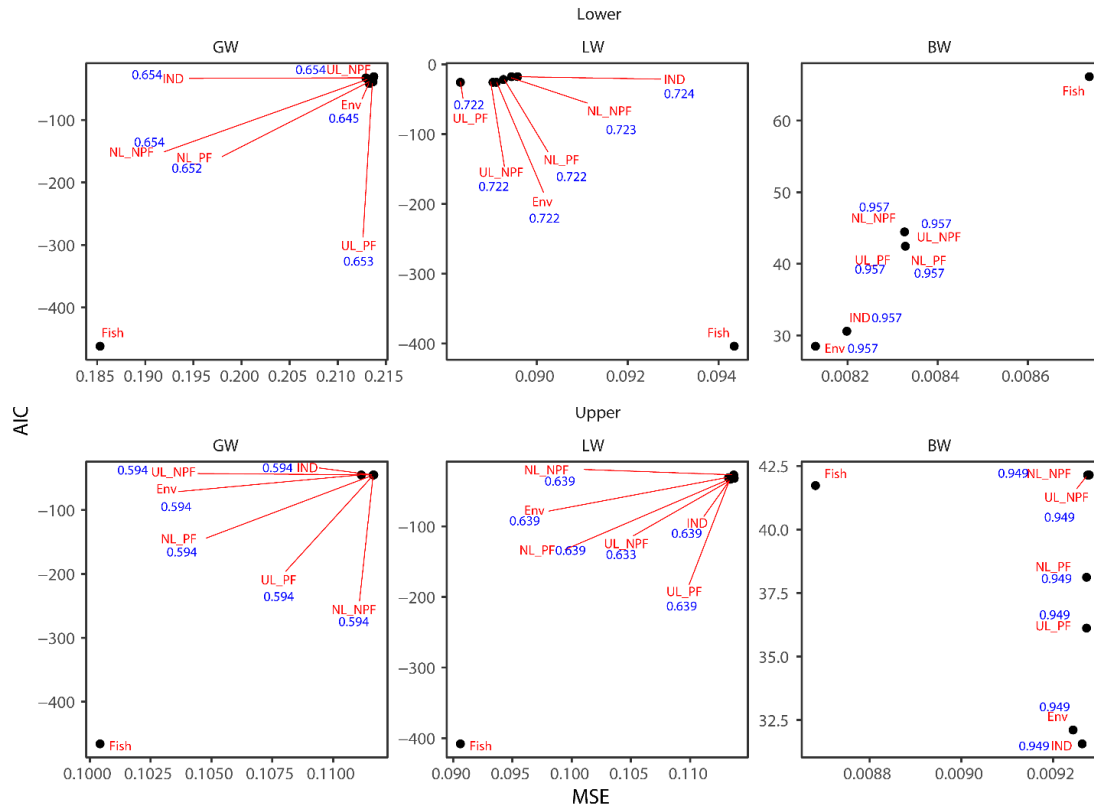 Lower
GW
LW
BW
0.654
IND
0.654
UL_NPF
Env
0.645
0.654
NL_NPF
NL_PF
0.652
UL_PF
0.653
Fish
−100
−200
−300
−400
0.185
0.190
0.195
0.200
0.205
0.210
0.215
0
−100
−200
−300
−400
0.722
UL_PF
IND
0.724
NL_NPF
0.723
NL_PF
0.722
UL_NPF
0.722
Env
0.722
Fish
0.090
0.092
0.094
60
50
40
30
Fish
0.957
NL_NPF
0.957
UL_NPF
UL_PF
0.957
NL_PF
0.957
IND
0.957
Env
0.957
0.0082
0.0084
0.0086
AIC
Upper
GW
LW
BW
0.594
UL_NPF
0.594
IND
Env
0.594
NL_PF
0.594
UL_PF
0.594
NL_NPF
0.594
Fish
−100
−200
−300
−400
0.1000
0.1025
0.1050
0.1075
0.1100
0
−100
−200
−300
−400
NL_NPF
0.639
Env
0.639
NL_PF
0.639
UL_NPF
0.633
IND
0.639
UL_PF
0.639
Fish
0.090
0.095
0.100
0.105
0.110
42.5
40.0
37.5
35.0
32.5
Fish
0.949
NL_NPF
UL_NPF
0.949
NL_PF
0.949
0.949
UL_PF
0.949
Env
0.949
IND
0.0088
0.0090
0.0092
MSE